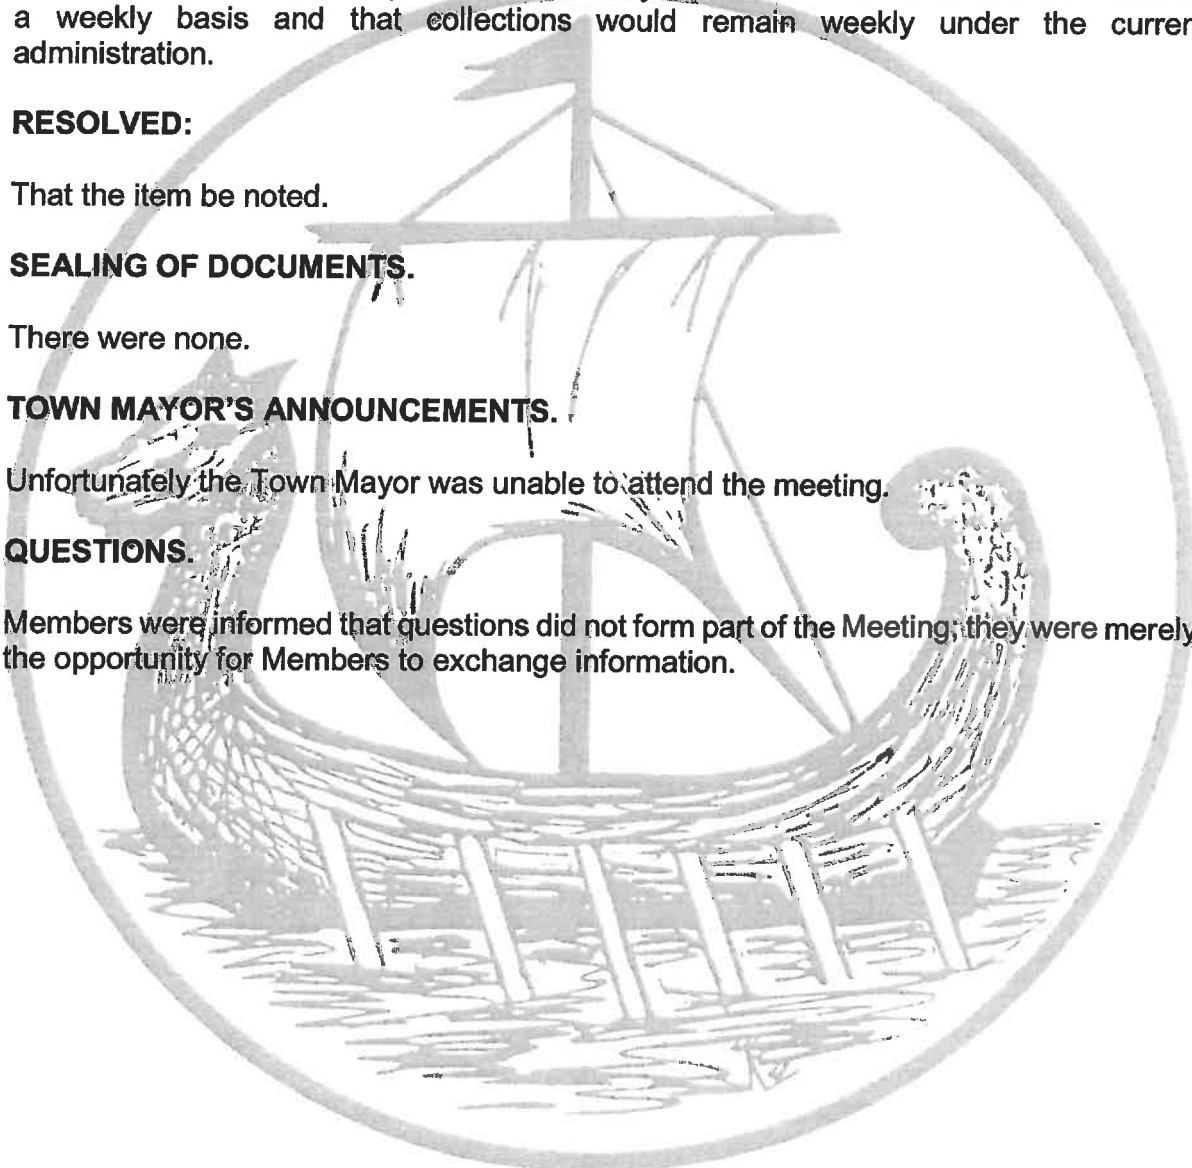 a weekly basis and that collections would remain weekly under the curren
administration.
RESOLVED:
That the item be noted.
SEALING OF DOCUMENTS.
There were none.
TOWN MAYOR'S ANNOUNCEMENTS.
Unfortunately the Town Mayor was unable to attend the meeting.
QUESTIONS.
Members were informed that questions did not form part of the Meeting; they were merely
the opportunity for Members to exchange information.